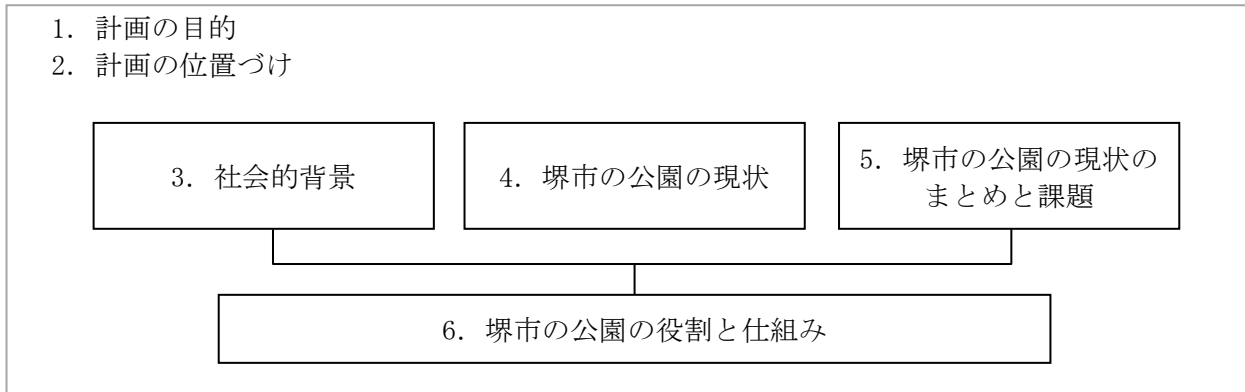 1. 計画の目的
2. 計画の位置づけ
3. 社会的背景
4. 堺市の公園の現状
5. 堺市の公園の現状の
まとめと課題
6. 堺市の公園の役割と仕組み